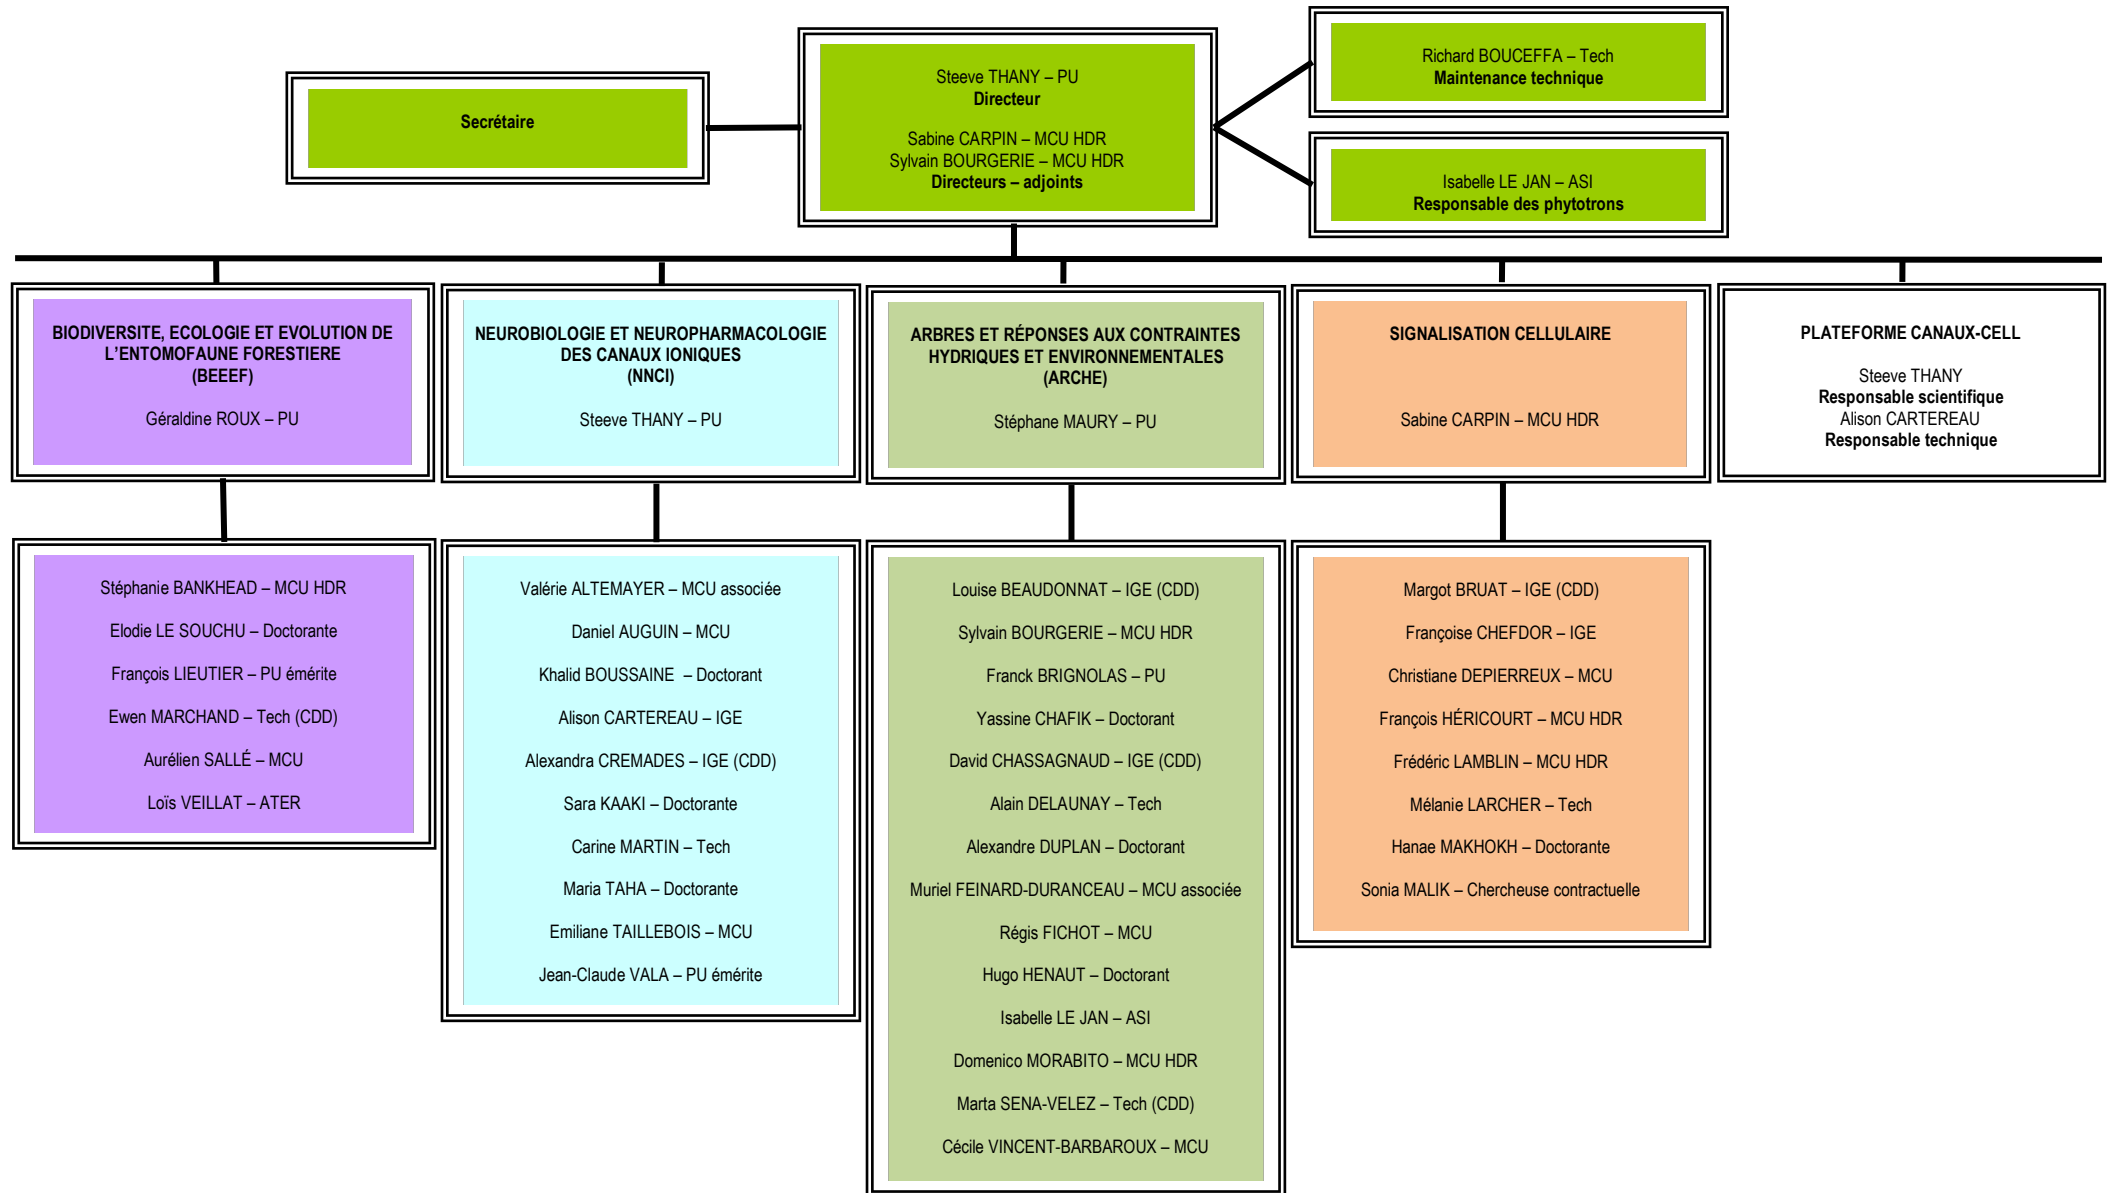 Secrétaire
Steeve THANY – PU
Directeur
Sabine CARPIN – MCU HDR
Sylvain BOURGERIE – MCU HDR
Directeurs – adjoints
Richard BOUCEFFA – Tech
Maintenance technique
Isabelle LE JAN – ASI
Responsable des phytotrons
BIODIVERSITE, ECOLOGIE ET EVOLUTION DE
L’ENTOMOFAUNE FORESTIERE
(BEEEF)
Géraldine ROUX – PU
NEUROBIOLOGIE ET NEUROPHARMACOLOGIE
DES CANAUX IONIQUES
(NNCI)
Steeve THANY – PU
ARBRES ET RÉPONSES AUX CONTRAINTES
HYDRIQUES ET ENVIRONNEMENTALES
(ARCHE)
Stéphane MAURY – PU
SIGNALISATION CELLULAIRE
Sabine CARPIN – MCU HDR
PLATEFORME CANAUX-CELL
Steeve THANY
Responsable scientifique
Alison CARTEREAU
Responsable technique
Stéphanie BANKHEAD – MCU HDR
Elodie LE SOUCHU – Doctorante
François LIEUTIER – PU émérite
Ewen MARCHAND – Tech (CDD)
Aurélien SALLÉ – MCU
Loïs VEILLAT – ATER
Valérie ALTEMAYER – MCU associée
Daniel AUGUIN – MCU
Khalid BOUSSAINE – Doctorant
Alison CARTEREAU – IGE
Alexandra CREMADES – IGE (CDD)
Sara KAAKI – Doctorante
Carine MARTIN – Tech
Maria TAHA – Doctorante
Emiliane TAILLEBOIS – MCU
Jean-Claude VALA – PU émérite
Louise BEAUDONNAT – IGE (CDD)
Sylvain BOURGERIE – MCU HDR
Franck BRIGNOLAS – PU
Yassine CHAFIK – Doctorant
David CHASSAGNAUD – IGE (CDD)
Alain DELAUNAY – Tech
Alexandre DUPLAN – Doctorant
Muriel FEINARD-DURANCEAU – MCU associée
Régis FICHOT – MCU
Hugo HENAUT – Doctorant
Isabelle LE JAN – ASI
Domenico MORABITO – MCU HDR
Marta SENA-VELEZ – Tech (CDD)
Cécile VINCENT-BARBAROUX – MCU
Margot BRUAT – IGE (CDD)
Françoise CHEFDOR – IGE
Christiane DEPIERREUX – MCU
François HÉRICOURT – MCU HDR
Frédéric LAMBLIN – MCU HDR
Mélanie LARCHER – Tech
Hanae MAKHOKH – Doctorante
Sonia MALIK – Chercheuse contractuelle